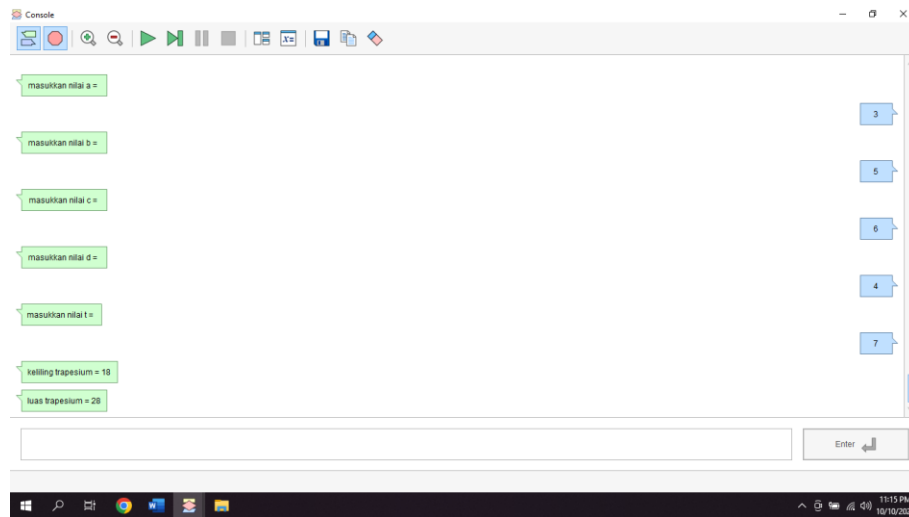 Console
masukkan nilai a =
3
masukkan nilai b =
5
masukkan nilai c =
6
masukkan nilai d =
4
masukkan nilai t =
7
keliling trapesium = 18
luas trapesium = 28
Enter
11:15 PM